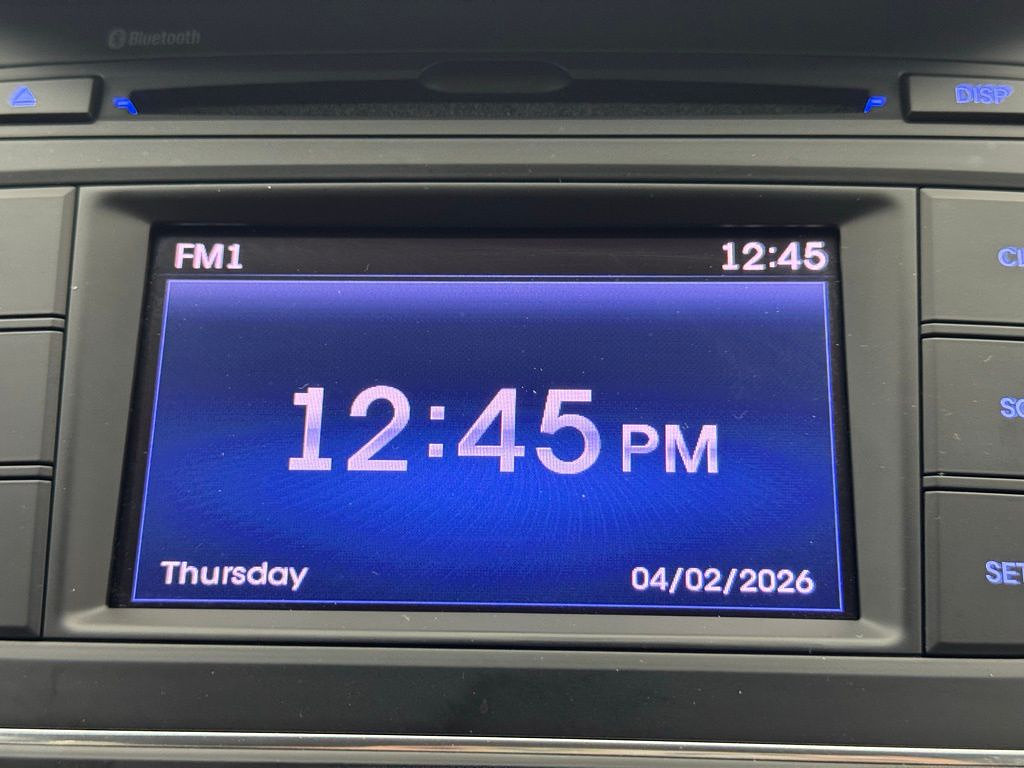 Bluetooth
DISP
FM1 12:45
12:45 PM
Thursday 04/02/2026